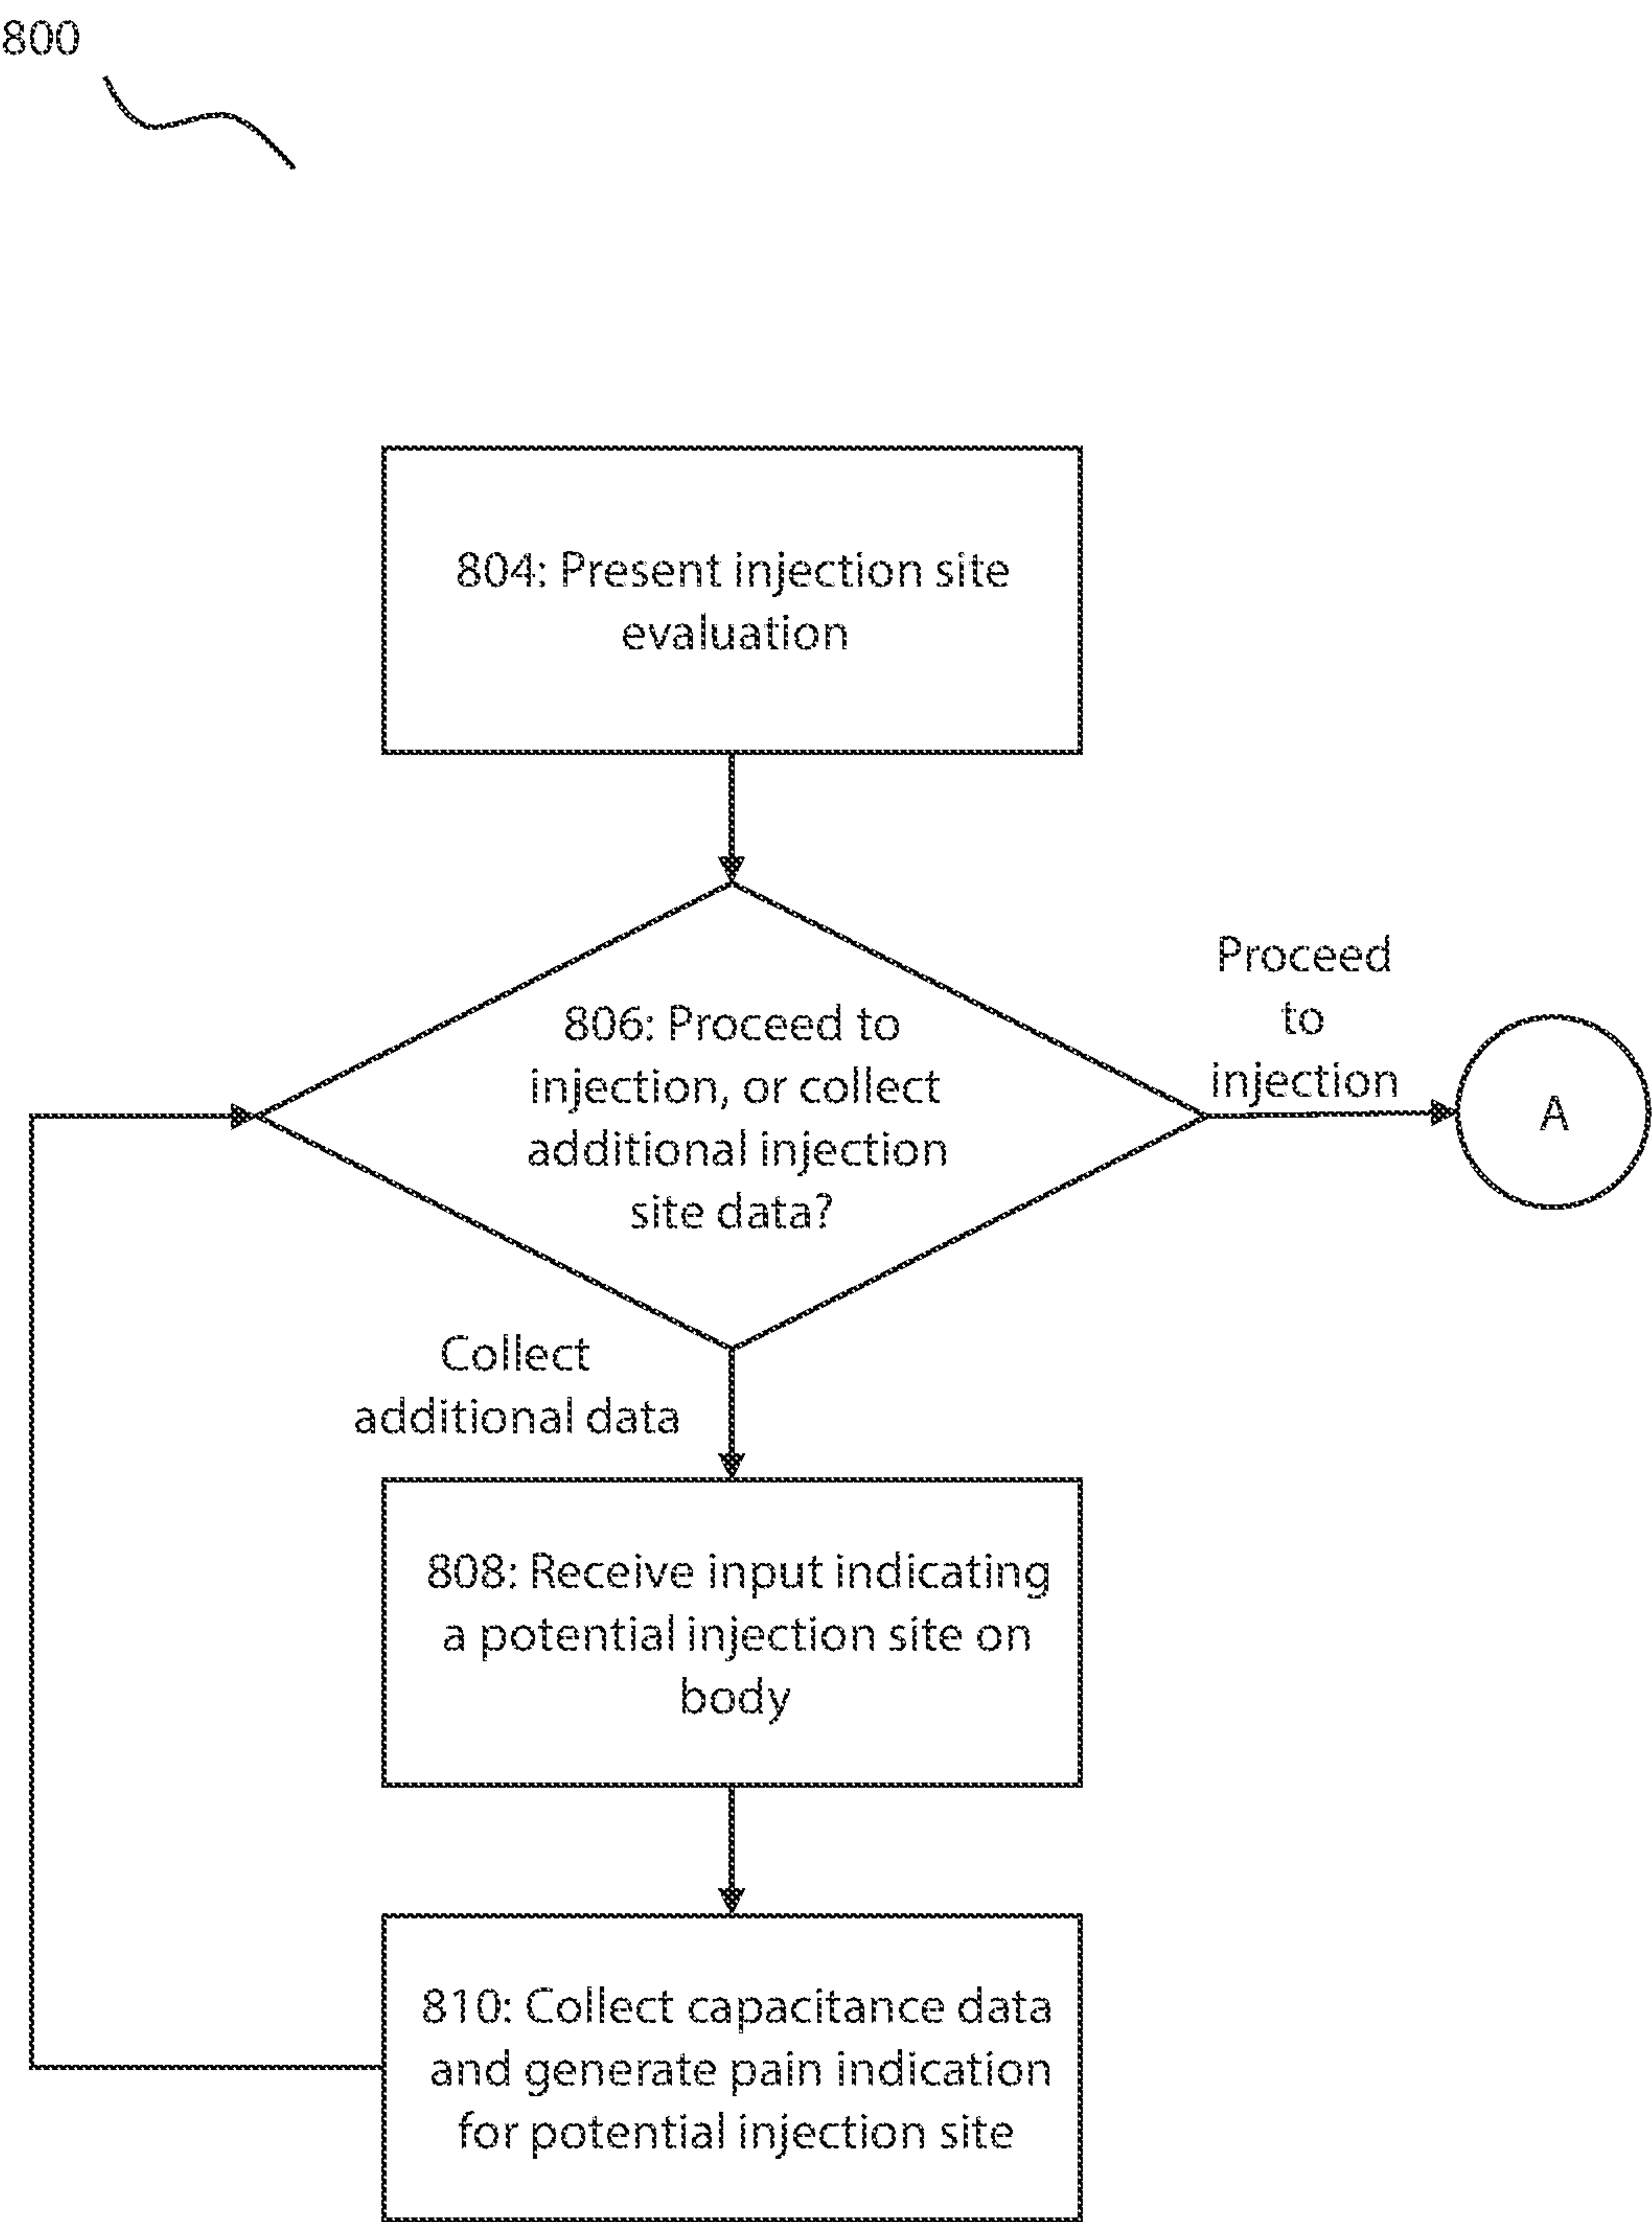 800
804: Present injection site
evaluation
806: Proceed to
injection, or collect
additional injection
site data?
Proceed
to
injection
A
Collect
additional data
808: Receive input indicating
a potential injection site on
body
810: Collect capacitance data
and generate pain indication
for potential injection site